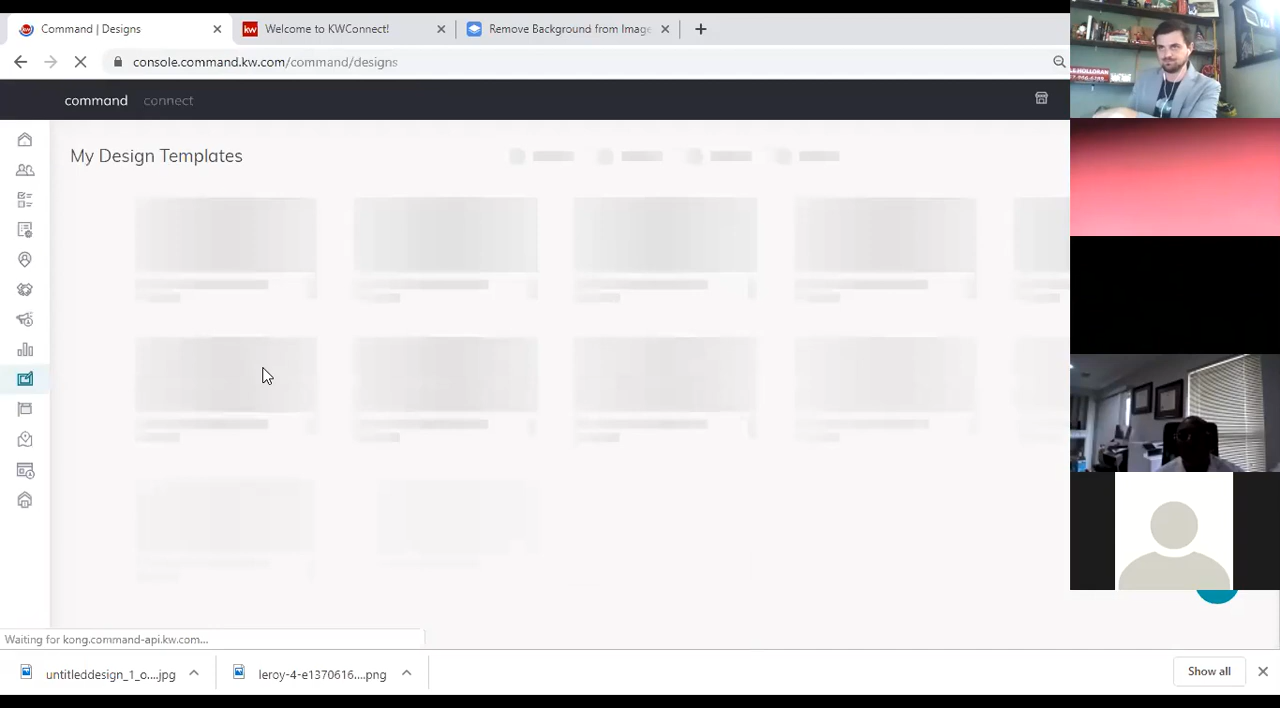 Command | Designs
kw Welcome to KWConnect!
Remove Background from Image
console.command.kw.com/command/designs
command connect
My Design Templates
Waiting for kong.command-api.kw.com...
untitleddesign_1_o....jpg
leroy-4-e1370616....png
Show all